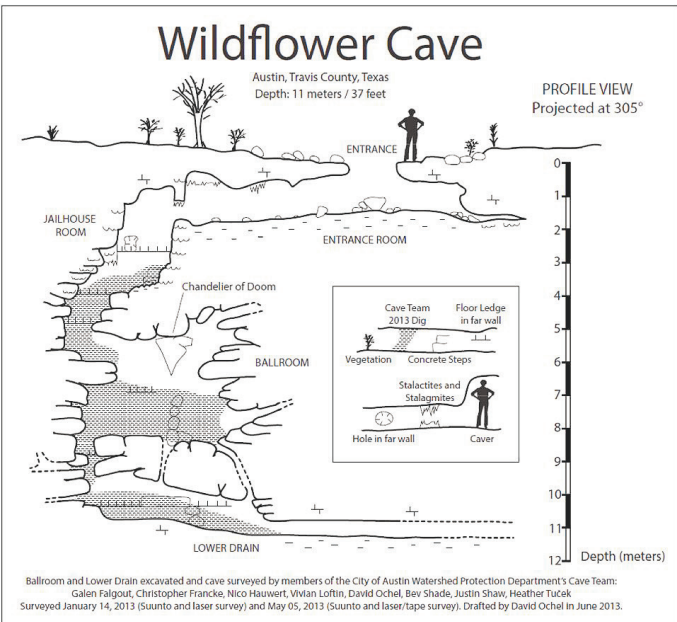 Wildflower Cave
Austin, Travis County, Texas
Depth: 11 meters / 37 feet
PROFILE VIEW
Projected at 305°
ENTRANCE
0
1
2
3
4
5
6
7
8
9
10
11
12
Depth (meters)
JAILHOUSE
ROOM
ENTRANCE ROOM
Chandelier of Doom
BALLROOM
Cave Team
2013 Dig
Floor Ledge
in far wall
Vegetation
Concrete Steps
Stalactites and
Stalagmites
Hole in far wall
Caver
LOWER DRAIN
Ballroom and Lower Drain excavated and cave surveyed by members of the City of Austin Watershed Protection Department's Cave Team:
Galen Falgout, Christopher Francke, Nico Hauwert, Vivian Loftin, David Ochel, Bev Shade, Justin Shaw, Heather Tuček
Surveyed January 14, 2013 (Suunto and laser survey) and May 05, 2013 (Suunto and laser/tape survey). Drafted by David Ochel in June 2013.